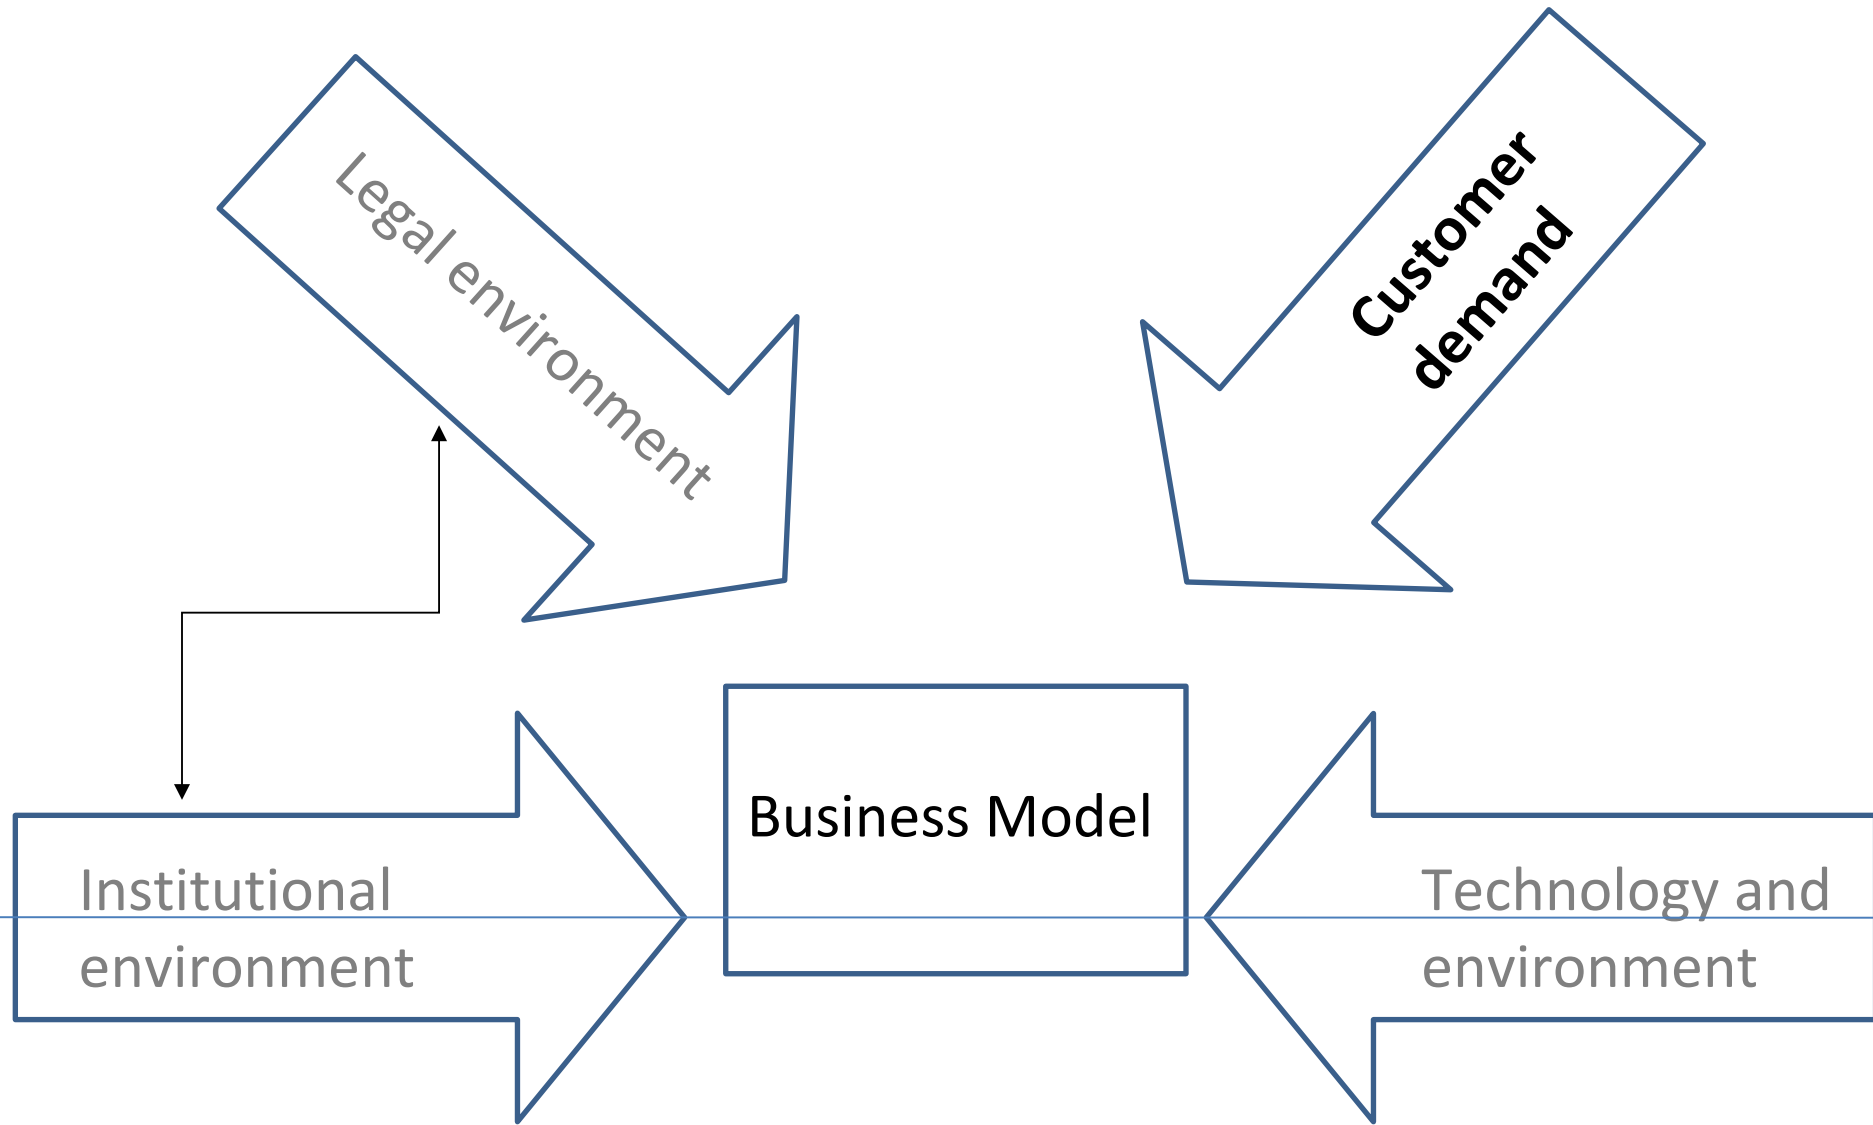 Legal environment
Customer
demand
Business Model
Institutional
environment
Technology and
environment